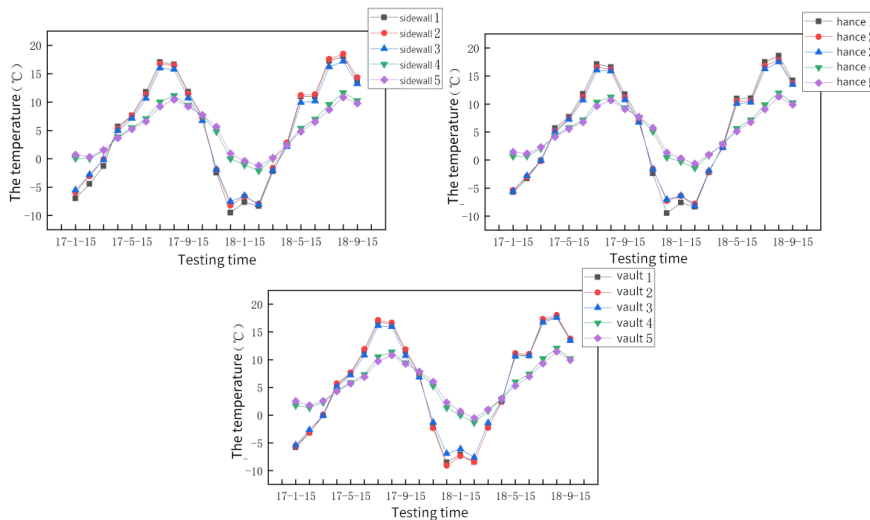 sidewall 1
sidewall 2
sidewall 3
sidewall 4
sidewall 5
The temperature (℃)
20
15
10
5
0
-5
-10
17-1-15 17-5-15 17-9-15 18-1-15 18-5-15 18-9-15
Testing time
hance 1
hance
hance
hance
hance 5
The temperature (℃)
20
15
10
5
0
-5
-10
17-1-15 17-5-15 17-9-15 18-1-15 18-5-15 18-9-15
Testing time
vault 1
vault 2
vault 3
vault 4
vault 5
The temperature (℃)
20
15
10
5
0
-5
-10
17-1-15 17-5-15 17-9-15 18-1-15 18-5-15 18-9-15
Testing time